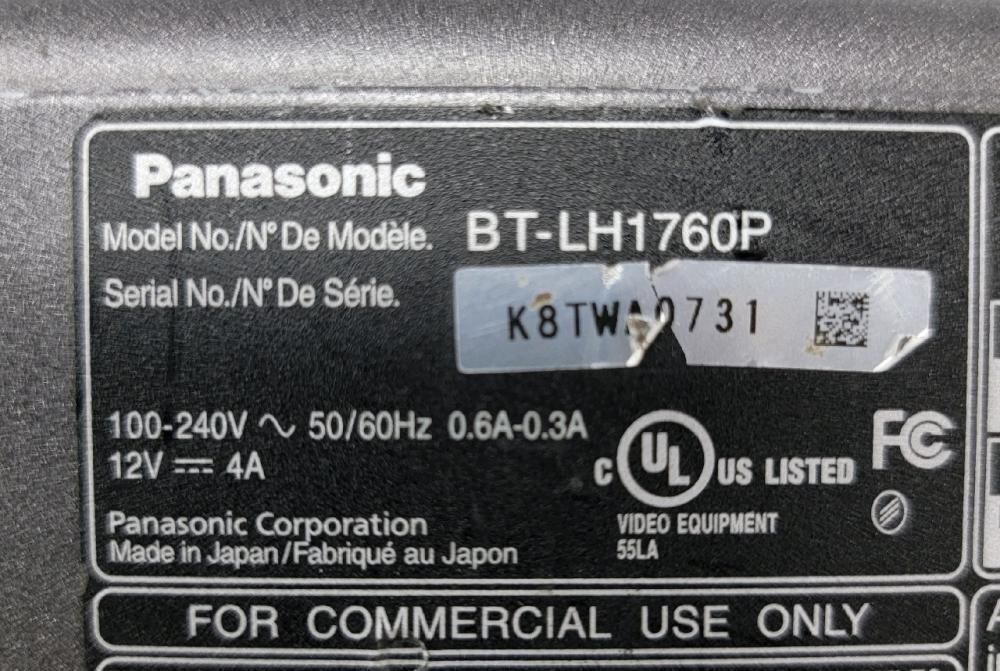 Panasonic
Model No./N° De Modèle. BT-LH1760P
Serial No./N° De Série. K8TWA0731
100-240V ∿ 50/60Hz 0.6A-0.3A
12V ⎓ 4A
C UL US LISTED FC
VIDEO EQUIPMENT
55LA
Panasonic Corporation
Made in Japan/Fabriqué au Japon
FOR COMMERCIAL USE ONLY